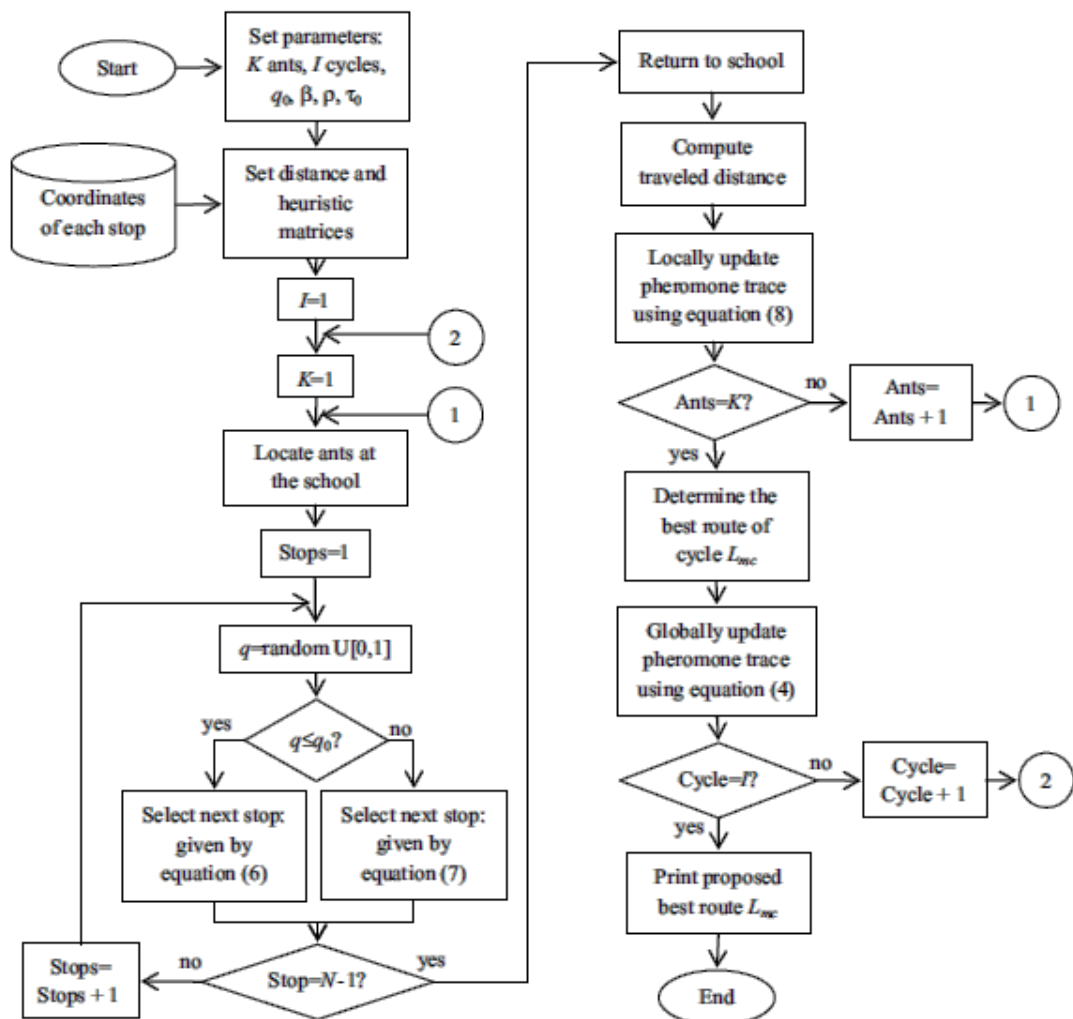 Start
Set parameters:
K ants, I cycles,
q₀, β, ρ, τ₀
Coordinates
of each stop
Set distance and
heuristic
matrices
I=1
2
K=1
1
Locate ants at
the school
Stops=1
q=random U[0,1]
yes
q≤q₀?
no
Select next stop:
given by
equation (6)
Select next stop:
given by
equation (7)
Stops=
Stops + 1
no
Stop=N-1?
yes
Return to school
Compute
traveled distance
Locally update
pheromone trace
using equation (8)
Ants=K?
no
Ants=
Ants + 1
1
yes
Determine the
best route of
cycle Lmc
Globally update
pheromone trace
using equation (4)
Cycle=I?
no
Cycle=
Cycle + 1
2
yes
Print proposed
best route Lmc
End